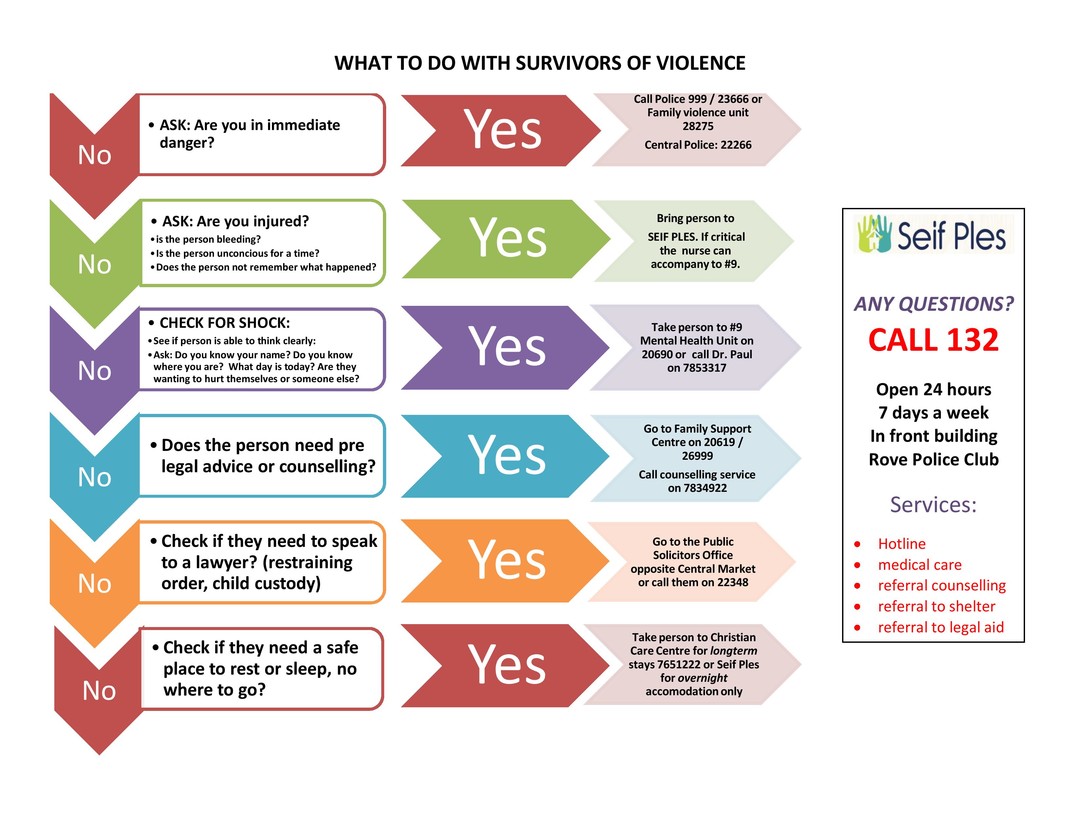 WHAT TO DO WITH SURVIVORS OF VIOLENCE
No
• ASK: Are you in immediate
danger?
Yes
Call Police 999 / 23666 or
Family violence unit
28275
Central Police: 22266
No
• ASK: Are you injured?
• is the person bleeding?
• Is the person unconcious for a time?
• Does the person not remember what happened?
Yes
Bring person to
SEIF PLES. If critical
the nurse can
accompany to #9.
No
• CHECK FOR SHOCK:
• See if person is able to think clearly:
• Ask: Do you know your name? Do you know
where you are? What day is today? Are they
wanting to hurt themselves or someone else?
Yes
Take person to #9
Mental Health Unit on
20690 or call Dr. Paul
on 7853317
No
• Does the person need pre
legal advice or counselling?
Yes
Go to Family Support
Centre on 20619 /
26999
Call counselling service
on 7834922
No
• Check if they need to speak
to a lawyer? (restraining
order, child custody)
Yes
Go to the Public
Solicitors Office
opposite Central Market
or call them on 22348
No
• Check if they need a safe
place to rest or sleep, no
where to go?
Yes
Take person to Christian
Care Centre for longterm
stays 7651222 or Seif Ples
for overnight
accomodation only
Seif Ples
ANY QUESTIONS?
CALL 132
Open 24 hours
7 days a week
In front building
Rove Police Club
Services:
• Hotline
• medical care
• referral counselling
• referral to shelter
• referral to legal aid